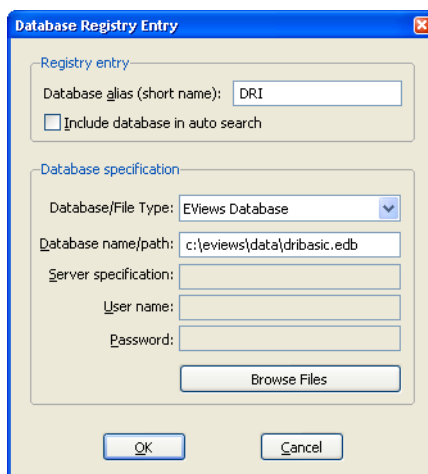 Database Registry Entry
Registry entry
Database alias (short name): DRI
Include database in auto search
Database specification
Database/File Type: EViews Database
Database name/path: c:\eviews\data\dribasic.edb
Server specification:
User name:
Password:
Browse Files
OK Cancel